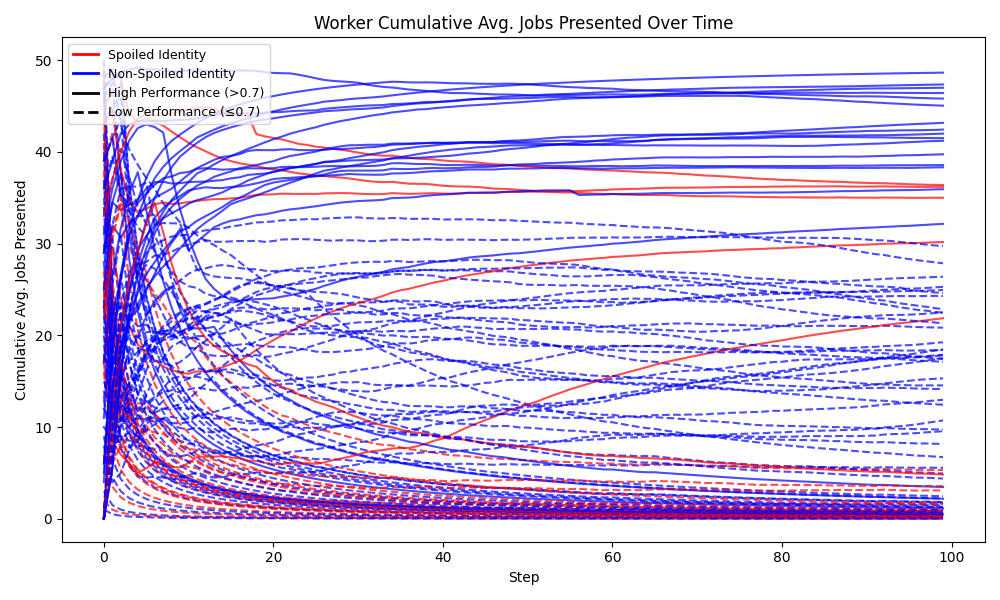 Worker Cumulative Avg. Jobs Presented Over Time
Spoiled Identity
Non-Spoiled Identity
High Performance (>0.7)
Low Performance (≤0.7)
Cumulative Avg. Jobs Presented
50
40
30
20
10
0
0 20 40 60 80 100
Step